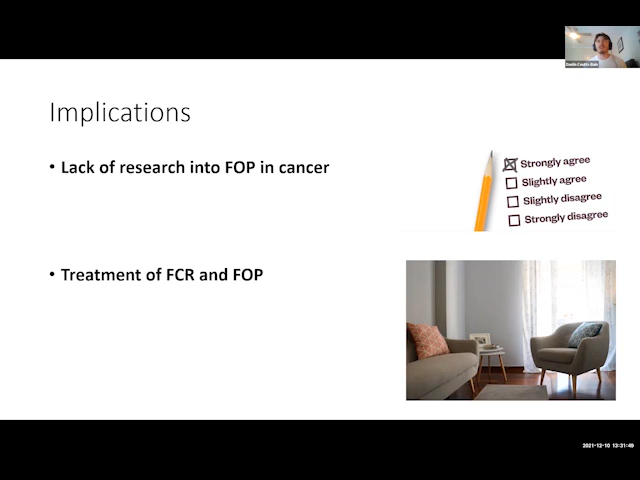 Implications
• Lack of research into FOP in cancer
Strongly agree
Slightly agree
Slightly disagree
Strongly disagree
• Treatment of FCR and FOP
2021-12-10 13:31:49